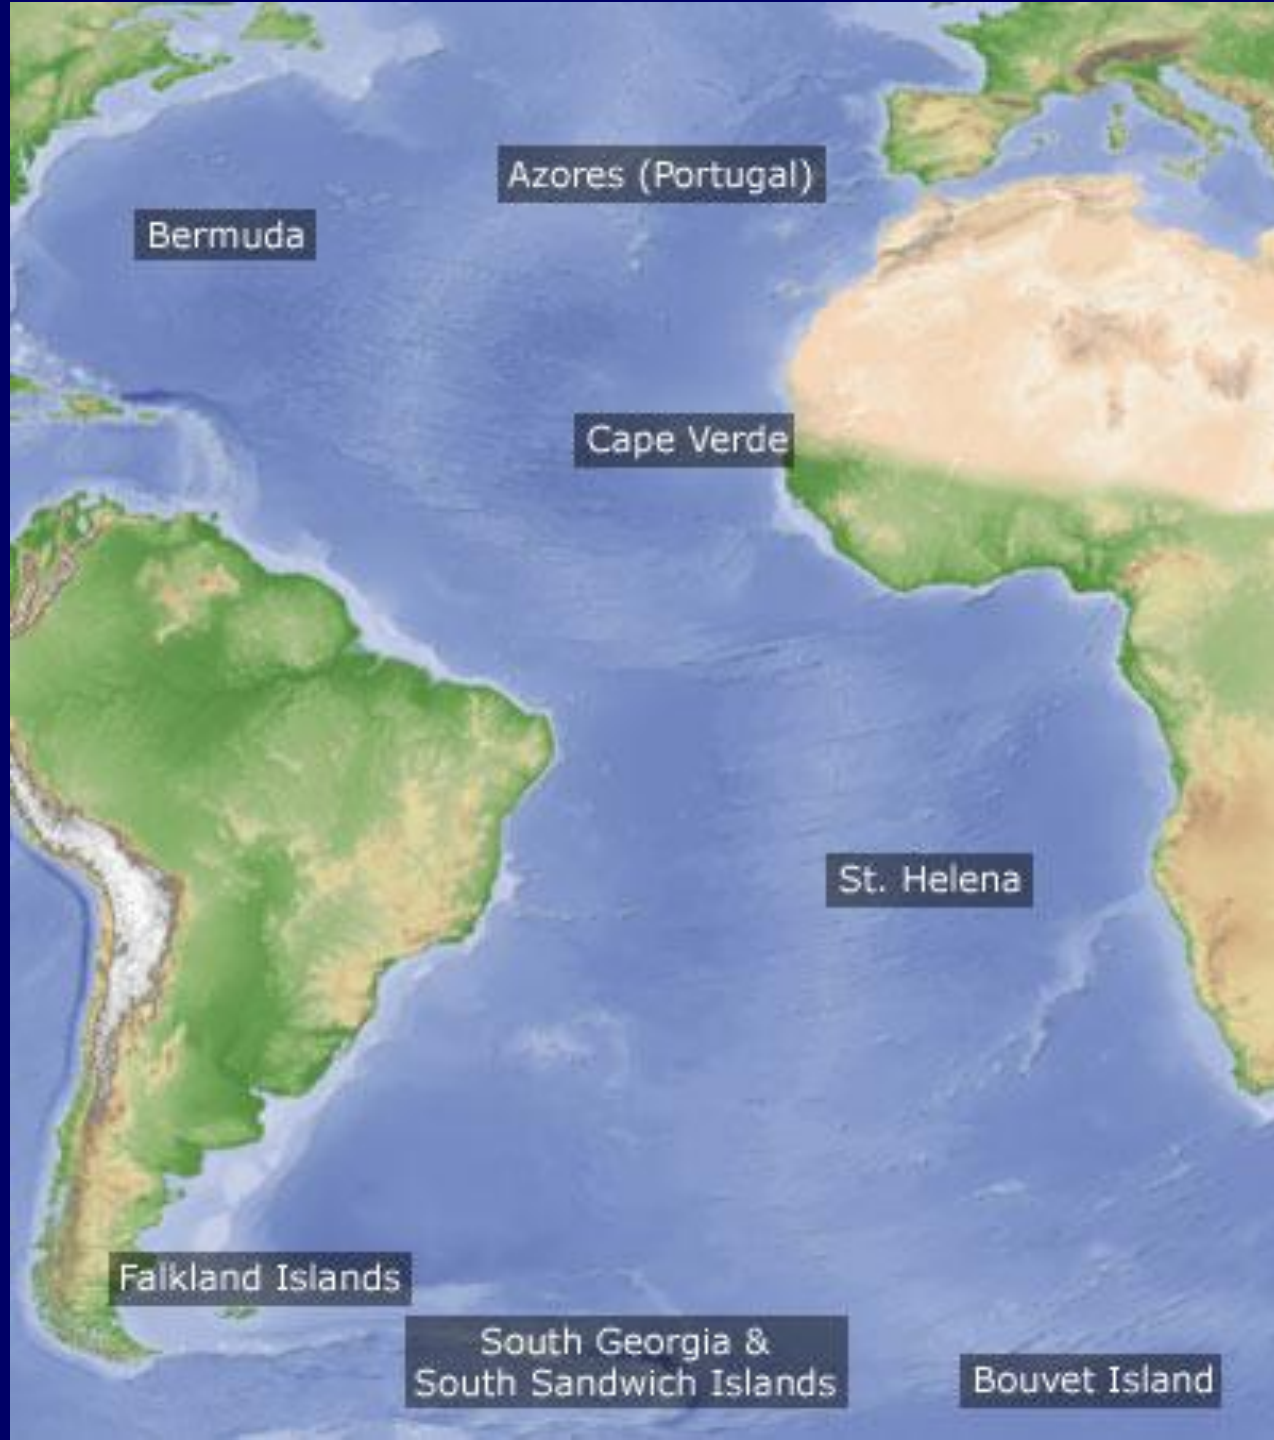 Azores (Portugal)
Bermuda
Cape Verde
St. Helena
Falkland Islands
South Georgia &
South Sandwich Islands
Bouvet Island